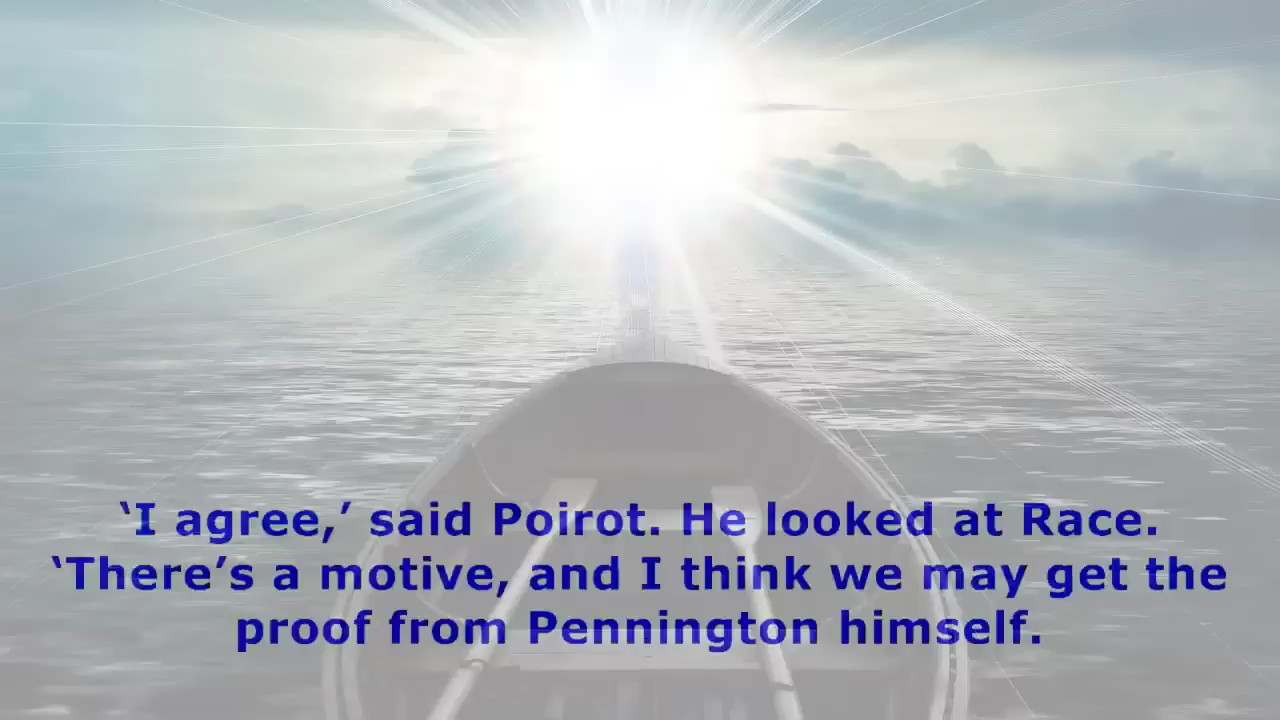 ‘I agree,’ said Poirot. He looked at Race.
‘There’s a motive, and I think we may get the
proof from Pennington himself.